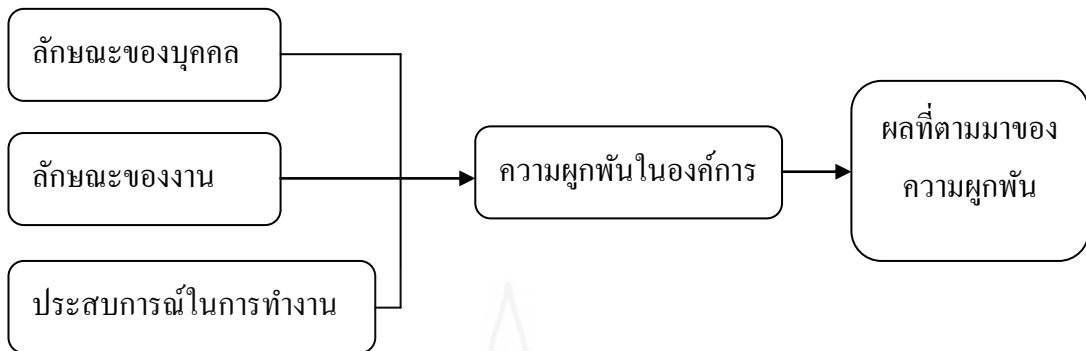 ลักษณะของบุคคล
ลักษณะของงาน
ประสบการณ์ในการทำงาน
ความผูกพันในองค์การ
ผลที่ตามมาของ
ความผูกพัน